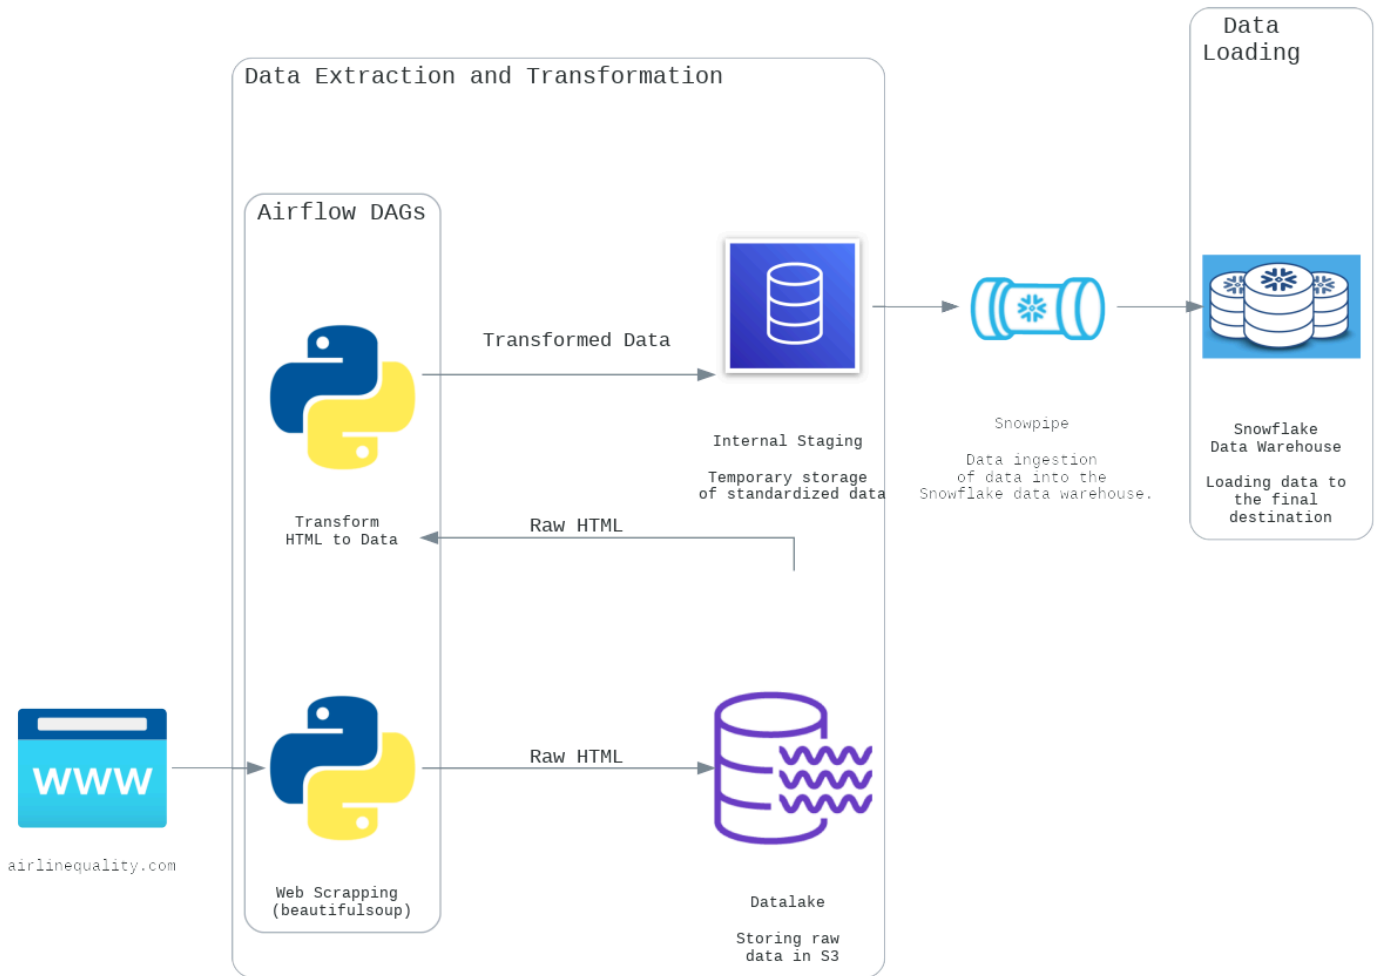 Data
Loading
Data Extraction and Transformation
Airflow DAGs
Transformed Data
Internal Staging
Temporary storage
of standardized data
Snowpipe
Data ingestion
of data into the
Snowflake data warehouse.
Snowflake
Data Warehouse
Loading data to
the final
destination
Transform
HTML to Data
Raw HTML
WWW
airlinequality.com
Raw HTML
Web Scrapping
(beautifulsoup)
Datalake
Storing raw
data in S3